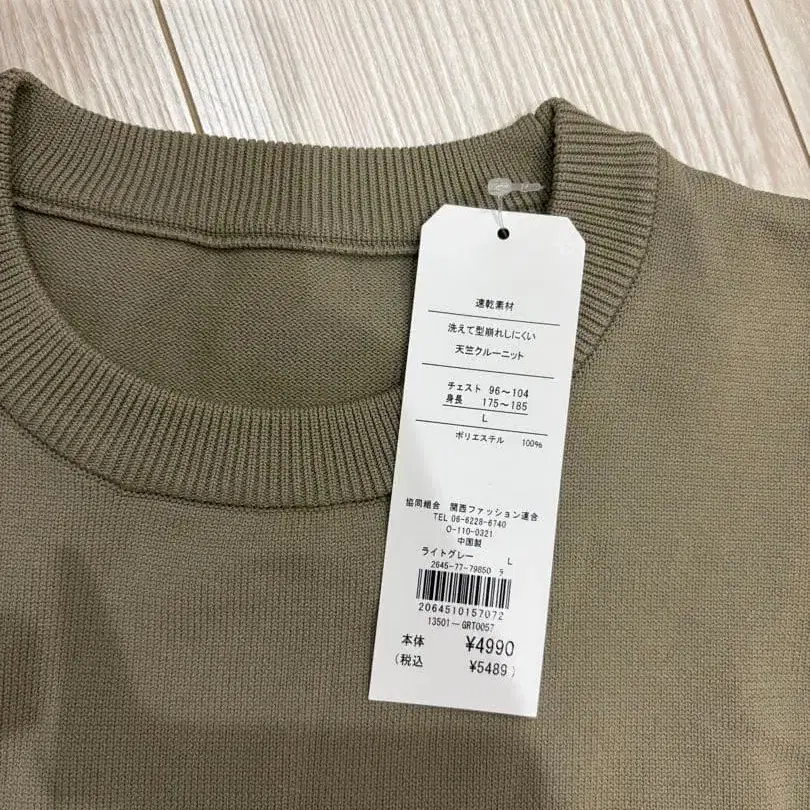 速乾素材
洗えて型崩れしにくい
天竺クルーニット
チェスト 96～104
身長 175～185
L
ポリエステル 100%
協同組合 関西ファッション連合
TEL 06-6228-6740
O-110-0321
中国製
ライトグレー L
2645-77-79850 ラ
2064510157072
13501-GRT0057
本体 ¥4990
(税込 ¥5489)